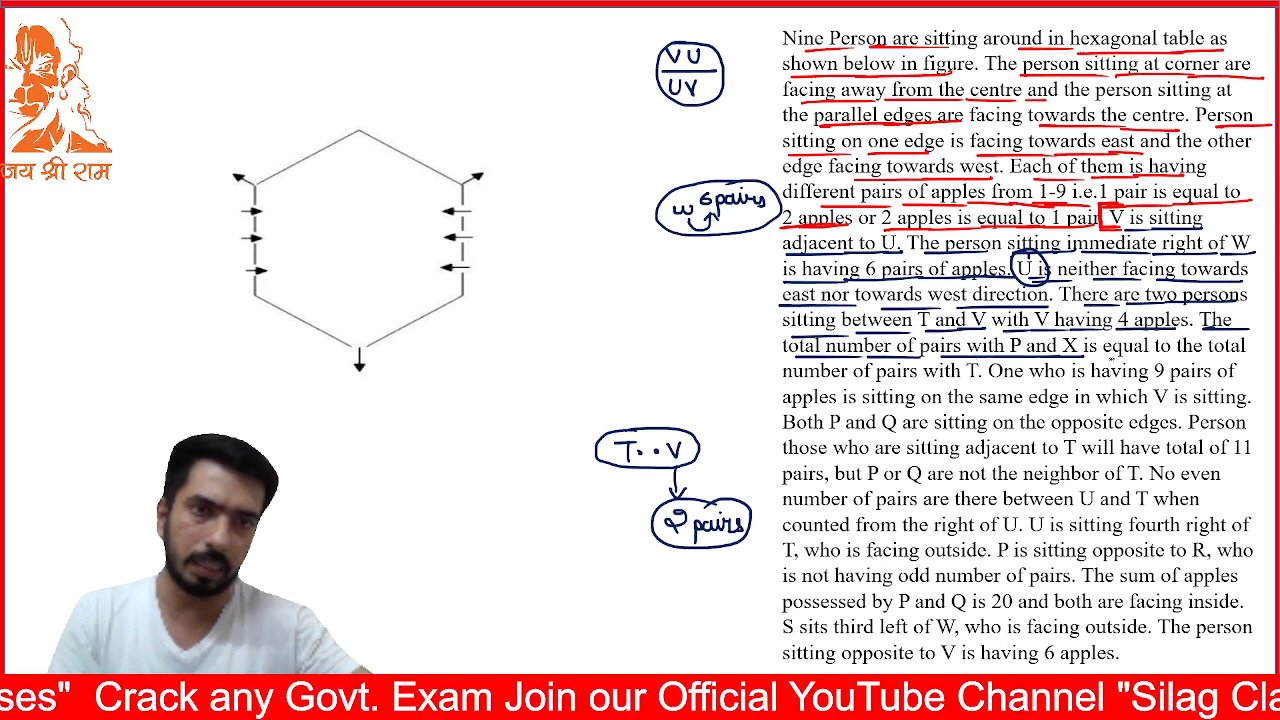 जय श्री राम
V U
U V
W 6 pairs
T . . V
2 pairs
Nine Person are sitting around in hexagonal table as
shown below in figure. The person sitting at corner are
facing away from the centre and the person sitting at
the parallel edges are facing towards the centre. Person
sitting on one edge is facing towards east and the other
edge facing towards west. Each of them is having
different pairs of apples from 1-9 i.e.1 pair is equal to
2 apples or 2 apples is equal to 1 pair V is sitting
adjacent to U. The person sitting immediate right of W
is having 6 pairs of apples. U is neither facing towards
east nor towards west direction. There are two persons
sitting between T and V with V having 4 apples. The
total number of pairs with P and X is equal to the total
number of pairs with T. One who is having 9 pairs of
apples is sitting on the same edge in which V is sitting.
Both P and Q are sitting on the opposite edges. Person
those who are sitting adjacent to T will have total of 11
pairs, but P or Q are not the neighbor of T. No even
number of pairs are there between U and T when
counted from the right of U. U is sitting fourth right of
T, who is facing outside. P is sitting opposite to R, who
is not having odd number of pairs. The sum of apples
possessed by P and Q is 20 and both are facing inside.
S sits third left of W, who is facing outside. The person
sitting opposite to V is having 6 apples.
sses" Crack any Govt. Exam Join our Official YouTube Channel "Silag Cla